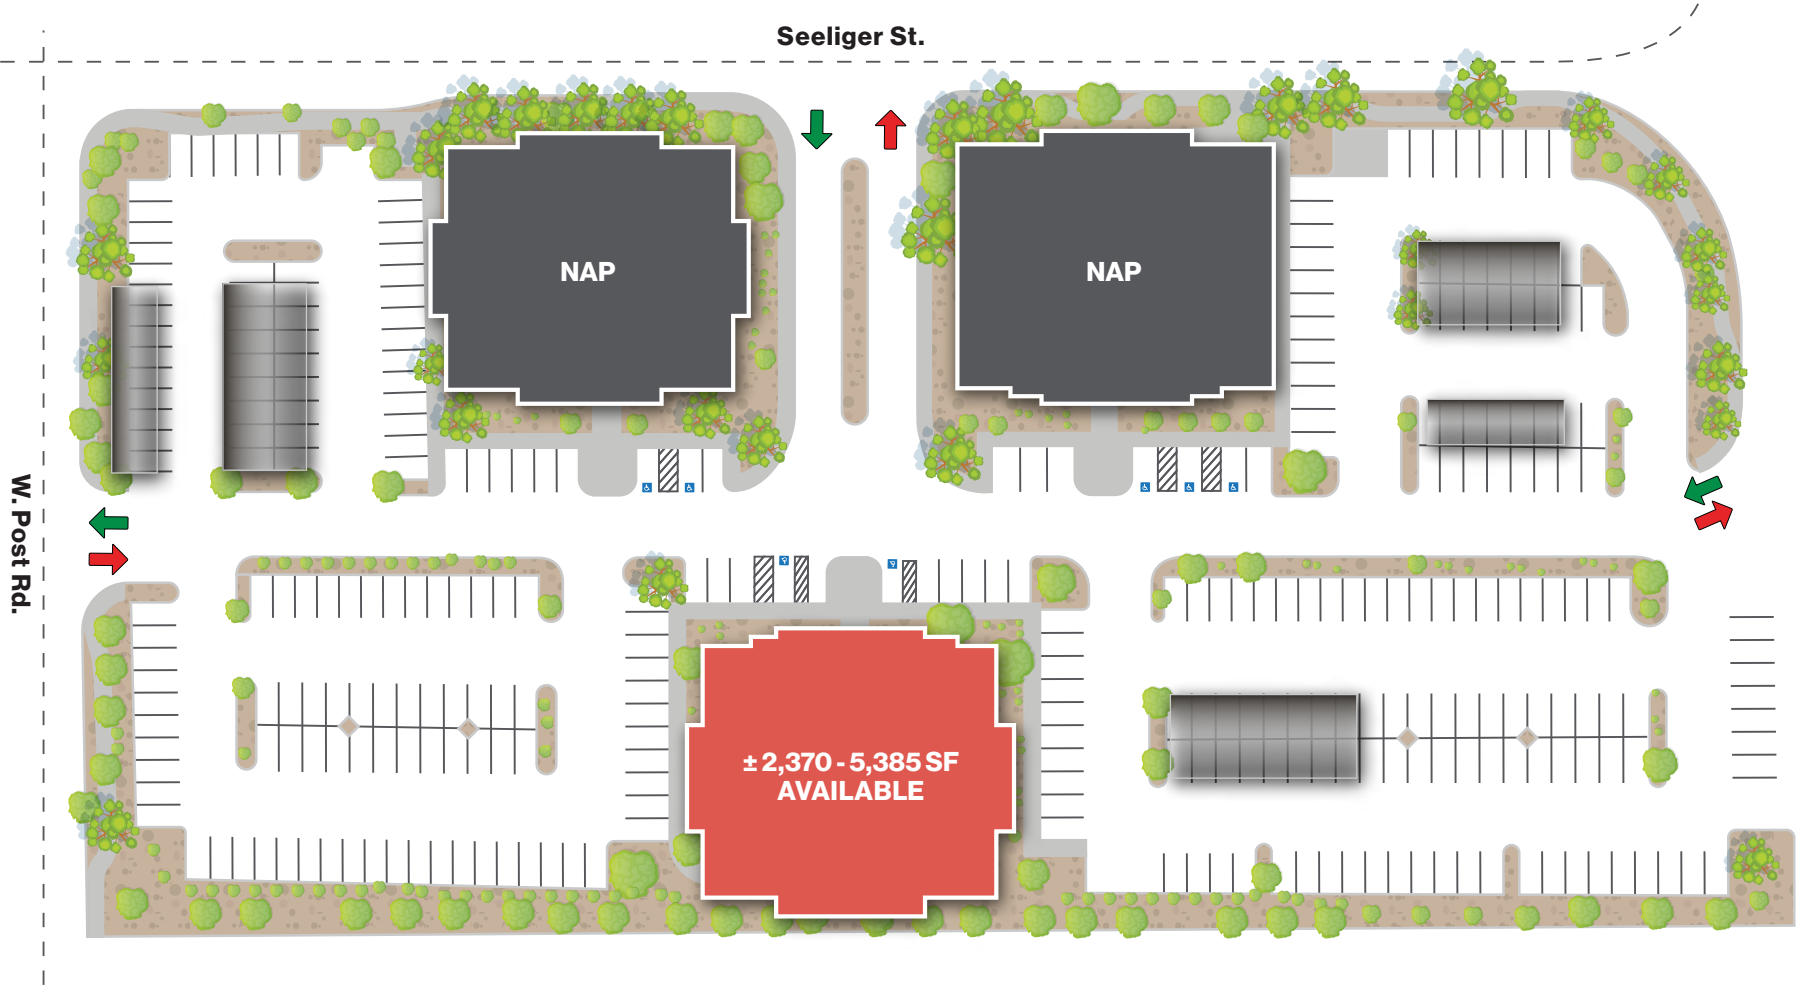 Seeliger St.
NAP
NAP
W. Post Rd.
± 2,370 - 5,385 SF
AVAILABLE